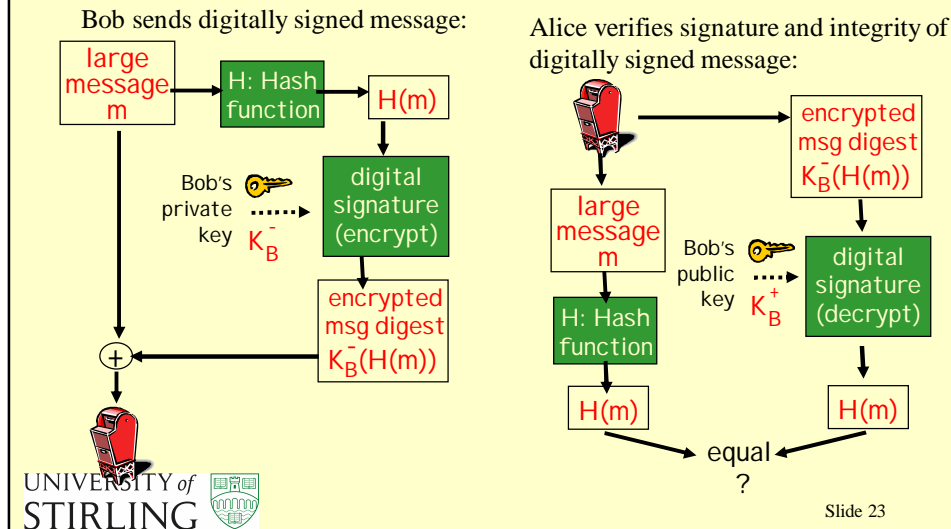 Bob sends digitally signed message:
large
message
m
H: Hash
function
H(m)
Bob's
private
key
K_B^-
digital
signature
(encrypt)
encrypted
msg digest
K_B^-(H(m))
+
Alice verifies signature and integrity of
digitally signed message:
encrypted
msg digest
K_B^-(H(m))
large
message
m
Bob's
public
key
K_B^+
digital
signature
(decrypt)
H: Hash
function
H(m)
H(m)
equal
?
UNIVERSITY of
STIRLING
Slide 23